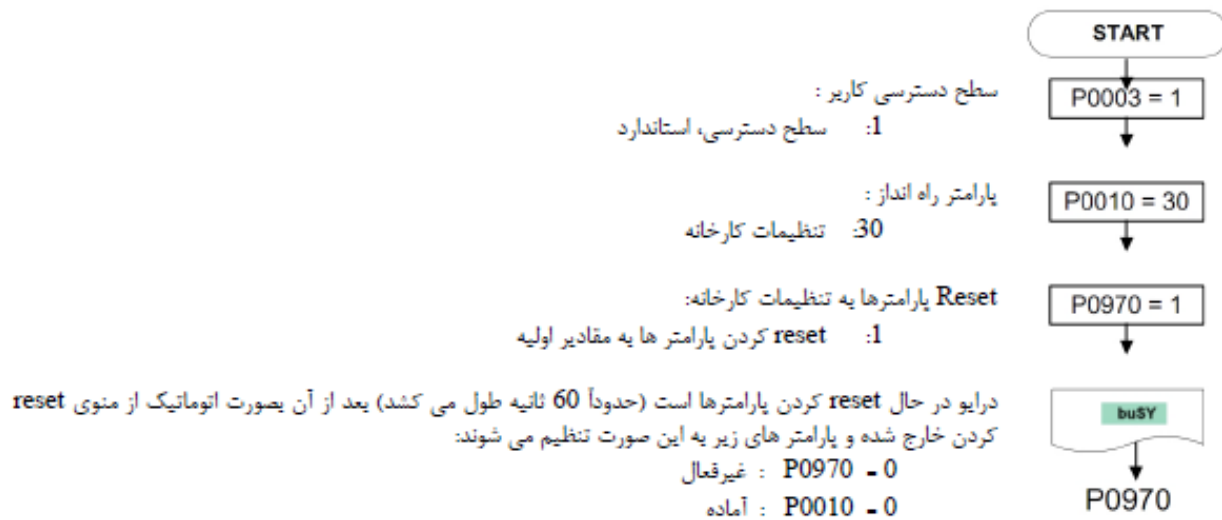 START
سطح دسترسی کاربر :
P0003 = 1
1: سطح دسترسی، استاندارد
پارامتر راه انداز :
P0010 = 30
30: تنظیمات کارخانه
Reset پارامترها به تنظیمات کارخانه:
P0970 = 1
1: reset کردن پارامتر ها به مقادیر اولیه
درایو در حال reset کردن پارامترها است (حدوداً 60 ثانیه طول می کشد) بعد از آن بصورت اتوماتیک از منوی reset
buSY
کردن خارج شده و پارامتر های زیر به این صورت تنظیم می شوند:
P0970 = 0 : غیرفعال
P0010 = 0 : آماده
P0970